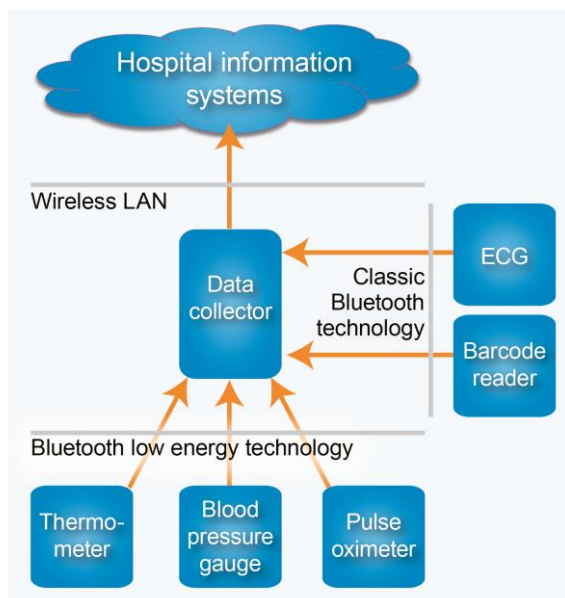 Hospital information
systems
Wireless LAN
Data
collector
Classic
Bluetooth
technology
ECG
Barcode
reader
Bluetooth low energy technology
Thermo-
meter
Blood
pressure
gauge
Pulse
oximeter